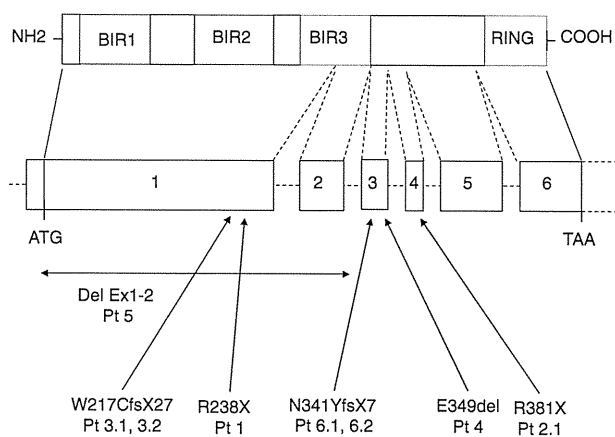 NH2 BIR1 BIR2 BIR3 RING COOH
1 2 3 4 5 6
ATG TAA
Del Ex1-2
Pt 5
W217CfsX27 R238X N341YfsX7 E349del R381X
Pt 3.1, 3.2 Pt 1 Pt 6.1, 6.2 Pt 4 Pt 2.1